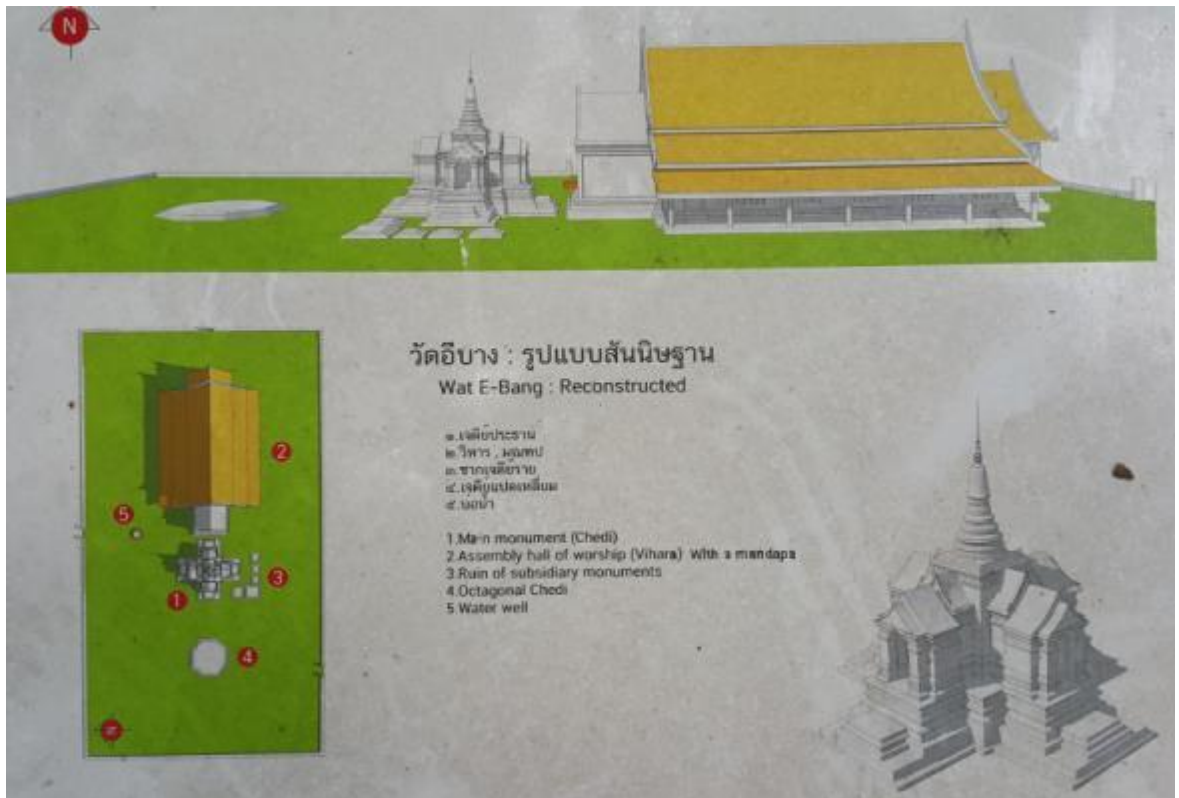 N
วัดอีบาง : รูปแบบสันนิษฐาน
Wat E-Bang : Reconstructed
๑.เจดีย์ประธาน
๒.วิหาร , มณฑป
๓.ซากเจดีย์ราย
๔.เจดีย์แปดเหลี่ยม
๕.บ่อน้ำ
1.Main monument (Chedi)
2.Assembly hall of worship (Vihara) With a mandapa
3.Ruin of subsidiary monuments
4.Octagonal Chedi
5.Water well
2
5
3
1
4